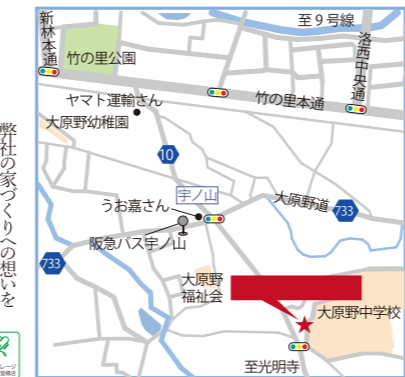 新林本通
至9号線
洛西中央通
竹の里公園
竹の里本通
ヤマト運輸さん
大原野幼稚園
10
宇ノ山
うお嘉さん
大原野道
733
阪急バス宇ノ山
733
大原野
福祉会
大原野中学校
至光明寺
弊社の家づくりへの想いを